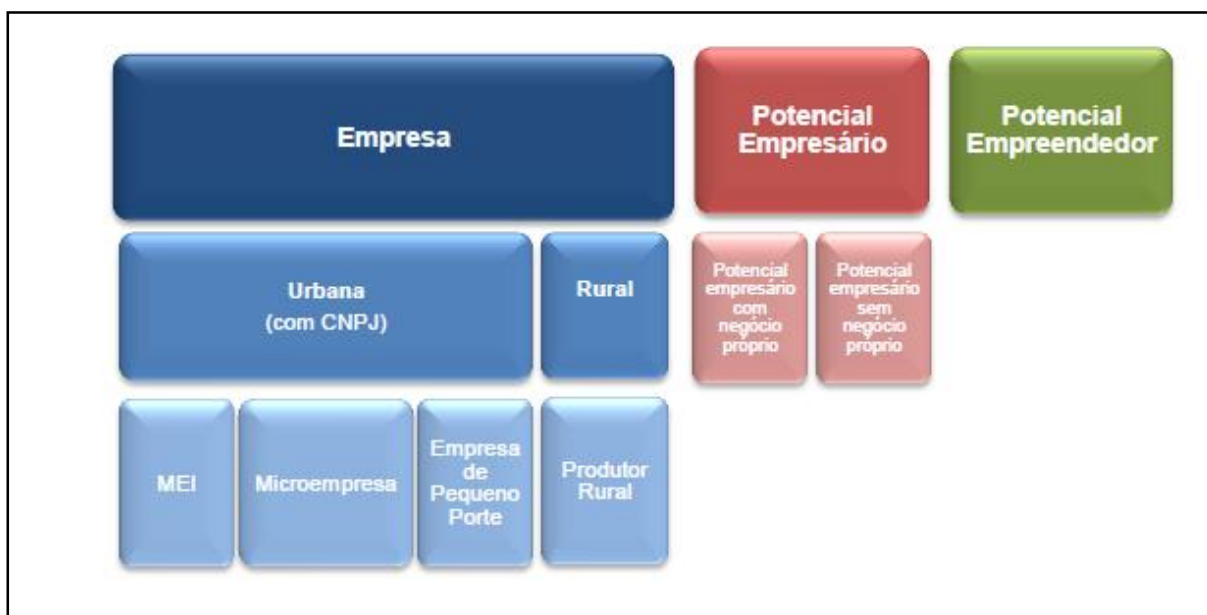 Empresa
Potencial
Empresário
Potencial
Empreendedor
Urbana
(com CNPJ)
Rural
Potencial
empresário
com
negócio
próprio
Potencial
empresário
sem
negócio
próprio
MEI
Microempresa
Empresa
de
Pequeno
Porte
Produtor
Rural